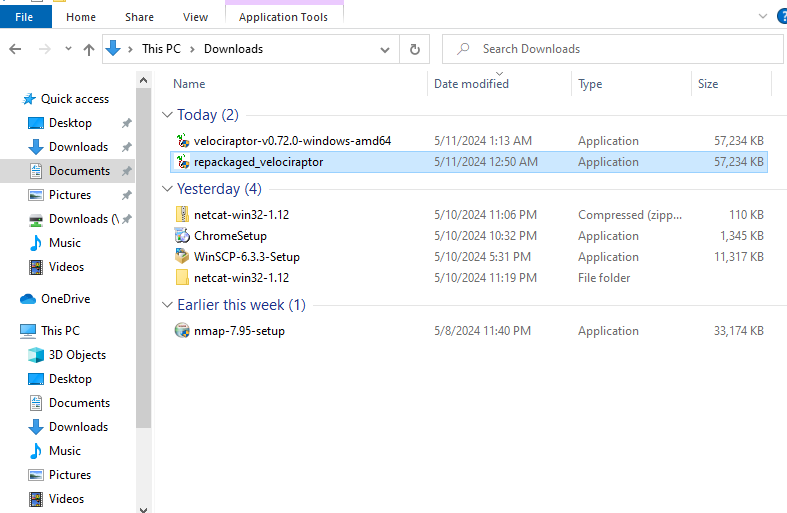 File Home Share View Application Tools
This PC Downloads Search Downloads
Name Date modified Type Size
Quick access
Desktop
Downloads
Documents
Pictures
Downloads (\
Music
Videos
OneDrive
This PC
3D Objects
Desktop
Documents
Downloads
Music
Pictures
Videos
Today (2)
velociraptor-v0.72.0-windows-amd64 5/11/2024 1:13 AM Application 57,234 KB
repackaged_velociraptor 5/11/2024 12:50 AM Application 57,234 KB
Yesterday (4)
netcat-win32-1.12 5/10/2024 11:06 PM Compressed (zipp... 110 KB
ChromeSetup 5/10/2024 10:32 PM Application 1,345 KB
WinSCP-6.3.3-Setup 5/10/2024 5:31 PM Application 11,317 KB
netcat-win32-1.12 5/10/2024 11:19 PM File folder
Earlier this week (1)
nmap-7.95-setup 5/8/2024 11:40 PM Application 33,174 KB